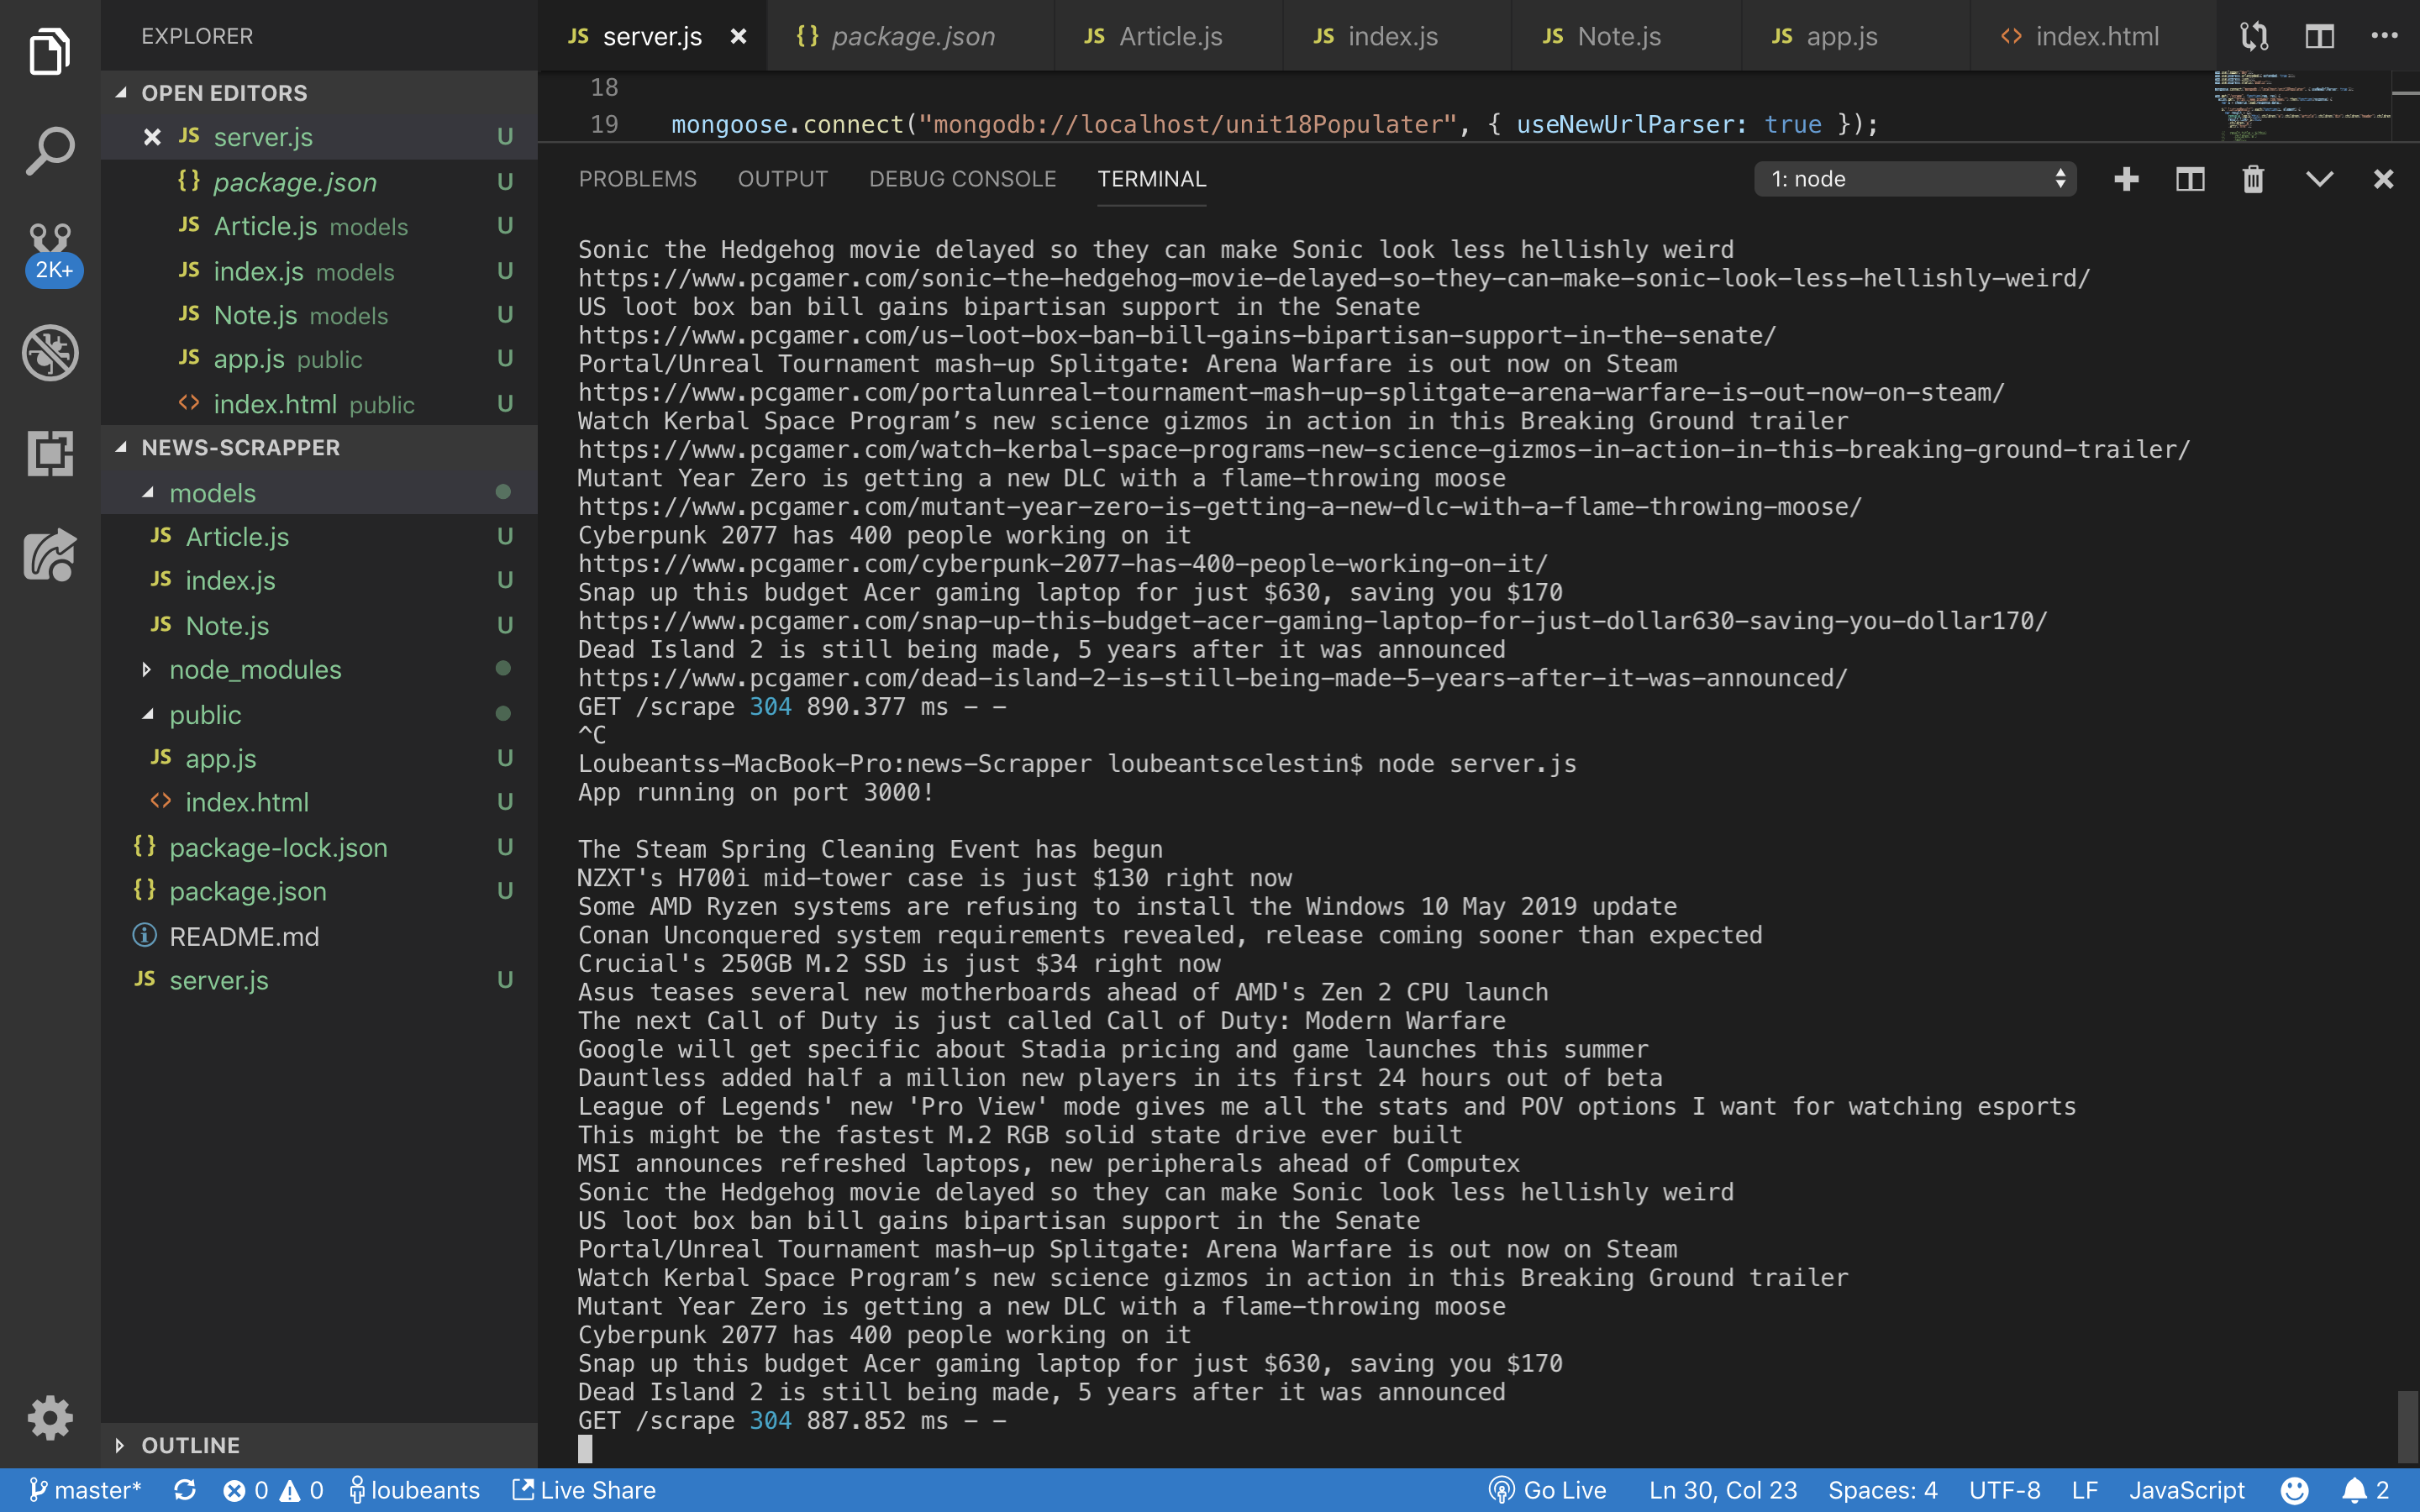 EXPLORER
OPEN EDITORS
JS server.js U
{} package.json U
JS Article.js models U
JS index.js models U
JS Note.js models U
JS app.js public U
<> index.html public U
NEWS-SCRAPPER
models
JS Article.js U
JS index.js U
JS Note.js U
node_modules
public
JS app.js U
<> index.html U
{} package-lock.json U
{} package.json U
README.md
JS server.js U
OUTLINE
2K+
JS server.js {} package.json JS Article.js JS index.js JS Note.js JS app.js <> index.html
18
19 mongoose.connect("mongodb://localhost/unit18Populater", { useNewUrlParser: true });
PROBLEMS OUTPUT DEBUG CONSOLE TERMINAL 1: node
Sonic the Hedgehog movie delayed so they can make Sonic look less hellishly weird
https://www.pcgamer.com/sonic-the-hedgehog-movie-delayed-so-they-can-make-sonic-look-less-hellishly-weird/
US loot box ban bill gains bipartisan support in the Senate
https://www.pcgamer.com/us-loot-box-ban-bill-gains-bipartisan-support-in-the-senate/
Portal/Unreal Tournament mash-up Splitgate: Arena Warfare is out now on Steam
https://www.pcgamer.com/portalunreal-tournament-mash-up-splitgate-arena-warfare-is-out-now-on-steam/
Watch Kerbal Space Program’s new science gizmos in action in this Breaking Ground trailer
https://www.pcgamer.com/watch-kerbal-space-programs-new-science-gizmos-in-action-in-this-breaking-ground-trailer/
Mutant Year Zero is getting a new DLC with a flame-throwing moose
https://www.pcgamer.com/mutant-year-zero-is-getting-a-new-dlc-with-a-flame-throwing-moose/
Cyberpunk 2077 has 400 people working on it
https://www.pcgamer.com/cyberpunk-2077-has-400-people-working-on-it/
Snap up this budget Acer gaming laptop for just $630, saving you $170
https://www.pcgamer.com/snap-up-this-budget-acer-gaming-laptop-for-just-dollar630-saving-you-dollar170/
Dead Island 2 is still being made, 5 years after it was announced
https://www.pcgamer.com/dead-island-2-is-still-being-made-5-years-after-it-was-announced/
GET /scrape 304 890.377 ms - -
^C
Loubeantss-MacBook-Pro:news-Scrapper loubeantscelestin$ node server.js
App running on port 3000!
The Steam Spring Cleaning Event has begun
NZXT's H700i mid-tower case is just $130 right now
Some AMD Ryzen systems are refusing to install the Windows 10 May 2019 update
Conan Unconquered system requirements revealed, release coming sooner than expected
Crucial's 250GB M.2 SSD is just $34 right now
Asus teases several new motherboards ahead of AMD's Zen 2 CPU launch
The next Call of Duty is just called Call of Duty: Modern Warfare
Google will get specific about Stadia pricing and game launches this summer
Dauntless added half a million new players in its first 24 hours out of beta
League of Legends' new 'Pro View' mode gives me all the stats and POV options I want for watching esports
This might be the fastest M.2 RGB solid state drive ever built
MSI announces refreshed laptops, new peripherals ahead of Computex
Sonic the Hedgehog movie delayed so they can make Sonic look less hellishly weird
US loot box ban bill gains bipartisan support in the Senate
Portal/Unreal Tournament mash-up Splitgate: Arena Warfare is out now on Steam
Watch Kerbal Space Program’s new science gizmos in action in this Breaking Ground trailer
Mutant Year Zero is getting a new DLC with a flame-throwing moose
Cyberpunk 2077 has 400 people working on it
Snap up this budget Acer gaming laptop for just $630, saving you $170
Dead Island 2 is still being made, 5 years after it was announced
GET /scrape 304 887.852 ms - -
master* 0 0 loubeants Live Share Go Live Ln 30, Col 23 Spaces: 4 UTF-8 LF JavaScript 2